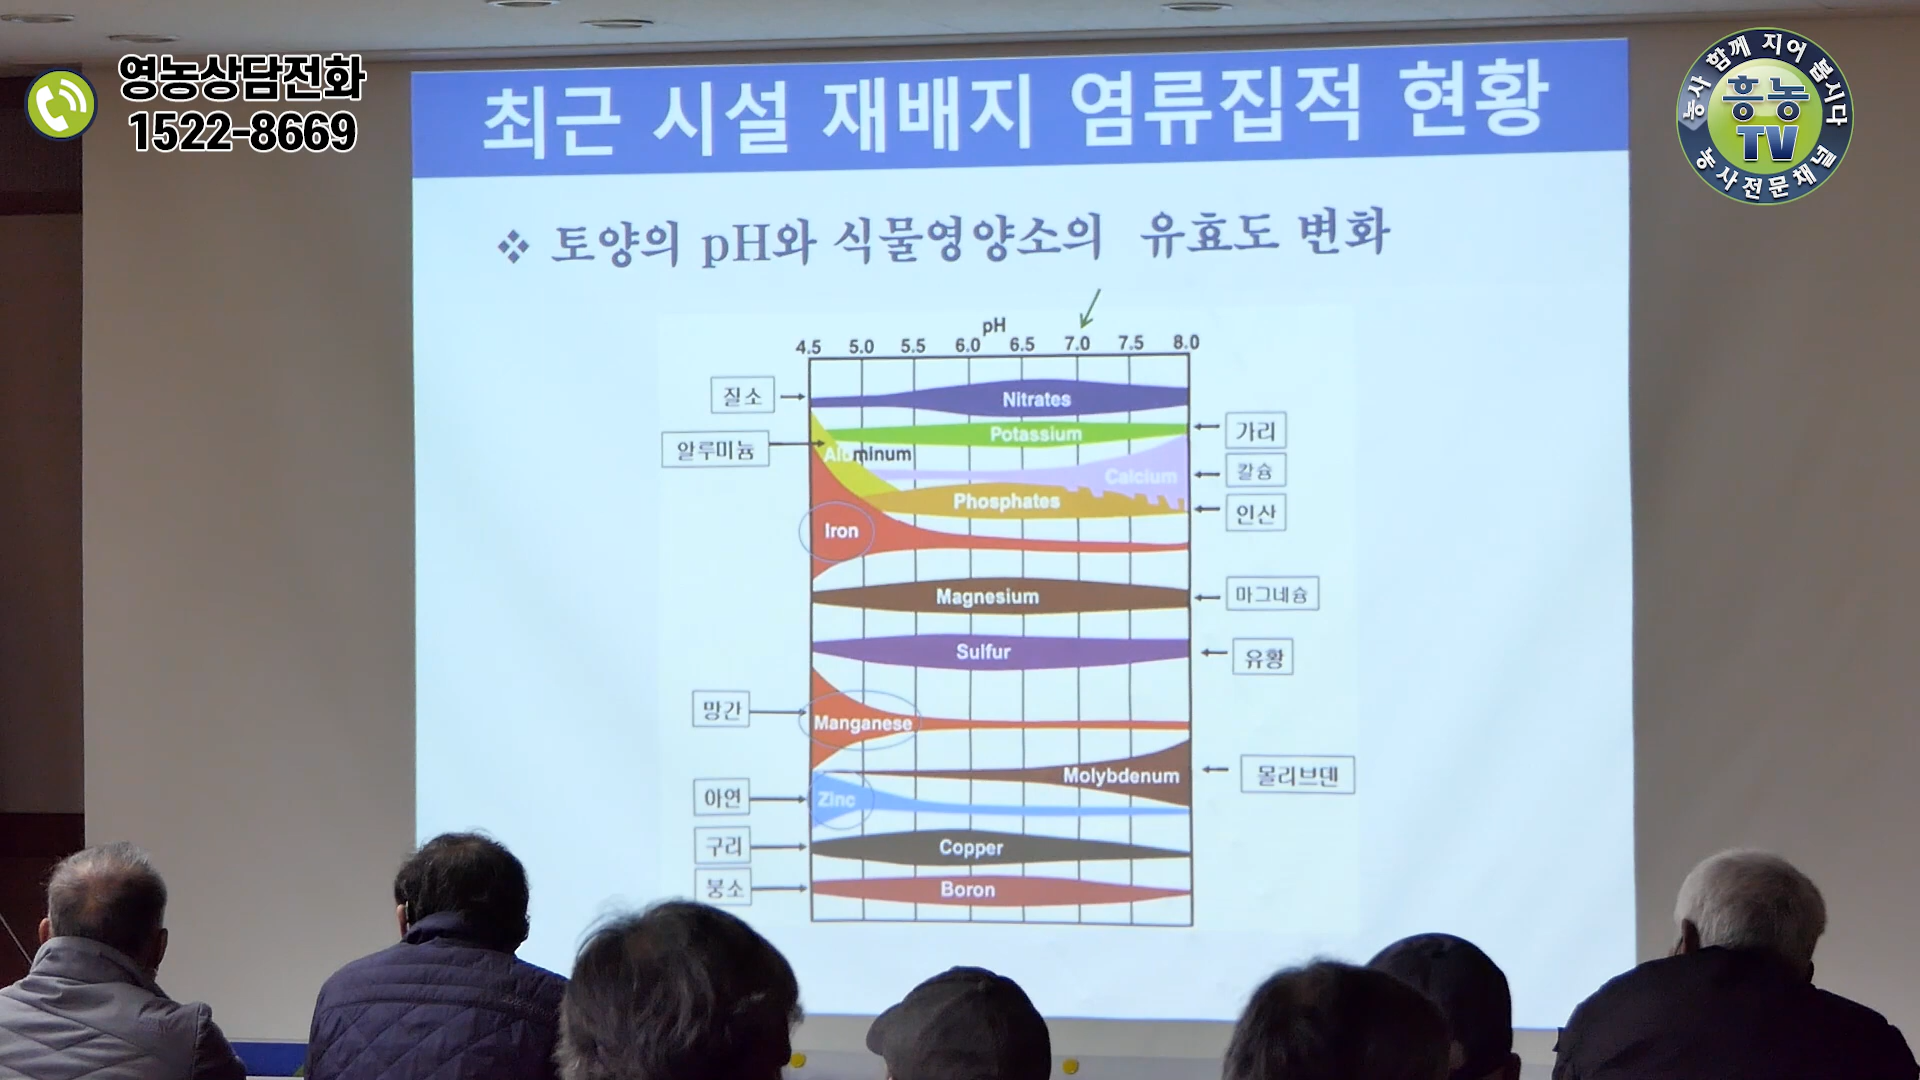 영농상담전화
1522-8669
농사 함께 지어 봅시다
흥농
TV
농사전문채널
최근 시설 재배지 염류집적 현황
❖ 토양의 pH와 식물영양소의 유효도 변화
pH
4.5 5.0 5.5 6.0 6.5 7.0 7.5 8.0
질소
Nitrates
가리
Potassium
알루미늄
Aluminum
칼슘
Calcium
Phosphates
인산
Iron
Magnesium
마그네슘
Sulfur
유황
망간
Manganese
Molybdenum
몰리브덴
아연
Zinc
구리
Copper
붕소
Boron